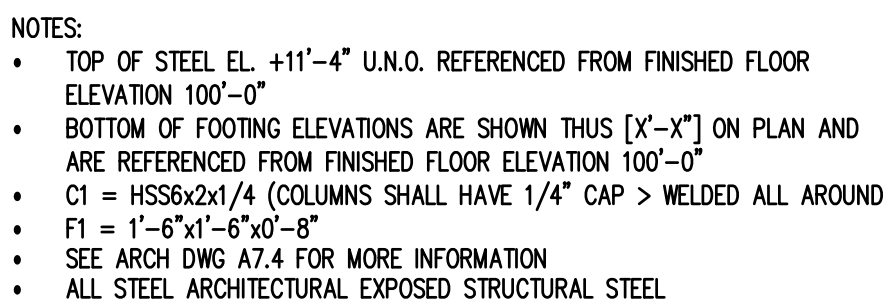 NOTES:
• TOP OF STEEL EL. +11'-4" U.N.O. REFERENCED FROM FINISHED FLOOR
ELEVATION 100'-0"
• BOTTOM OF FOOTING ELEVATIONS ARE SHOWN THUS [X'-X"] ON PLAN AND
ARE REFERENCED FROM FINISHED FLOOR ELEVATION 100'-0"
• C1 = HSS6x2x1/4 (COLUMNS SHALL HAVE 1/4" CAP > WELDED ALL AROUND
• F1 = 1'-6"x1'-6"x0'-8"
• SEE ARCH DWG A7.4 FOR MORE INFORMATION
• ALL STEEL ARCHITECTURAL EXPOSED STRUCTURAL STEEL